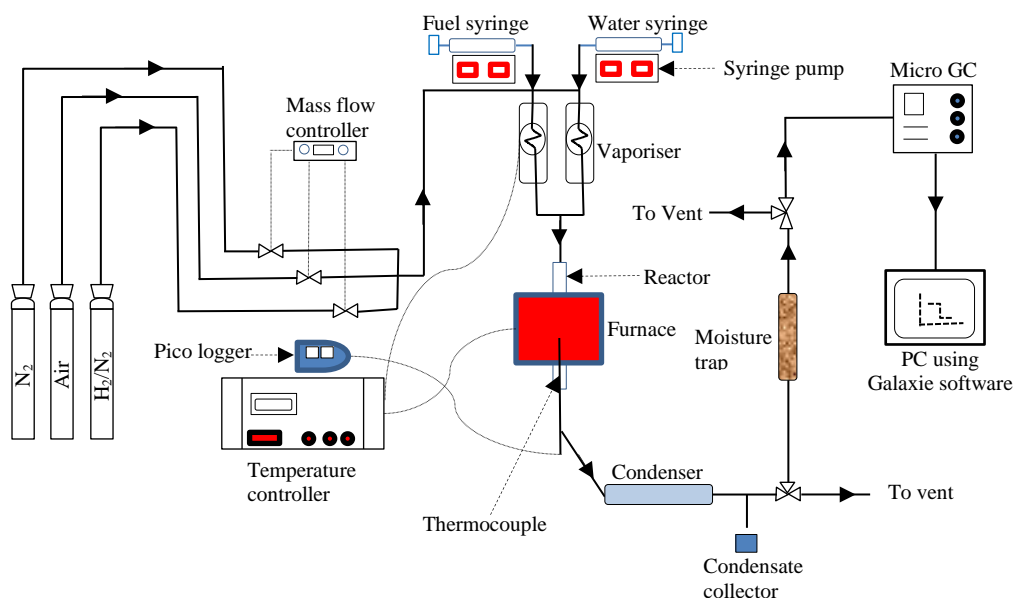 Fuel syringe
Water syringe
Syringe pump
Micro GC
Mass flow
controller
Vaporiser
To Vent
Reactor
Furnace
Moisture
trap
PC using
Galaxie software
Pico logger
N₂
Air
H₂/N₂
Temperature
controller
Condenser
To vent
Thermocouple
Condensate
collector